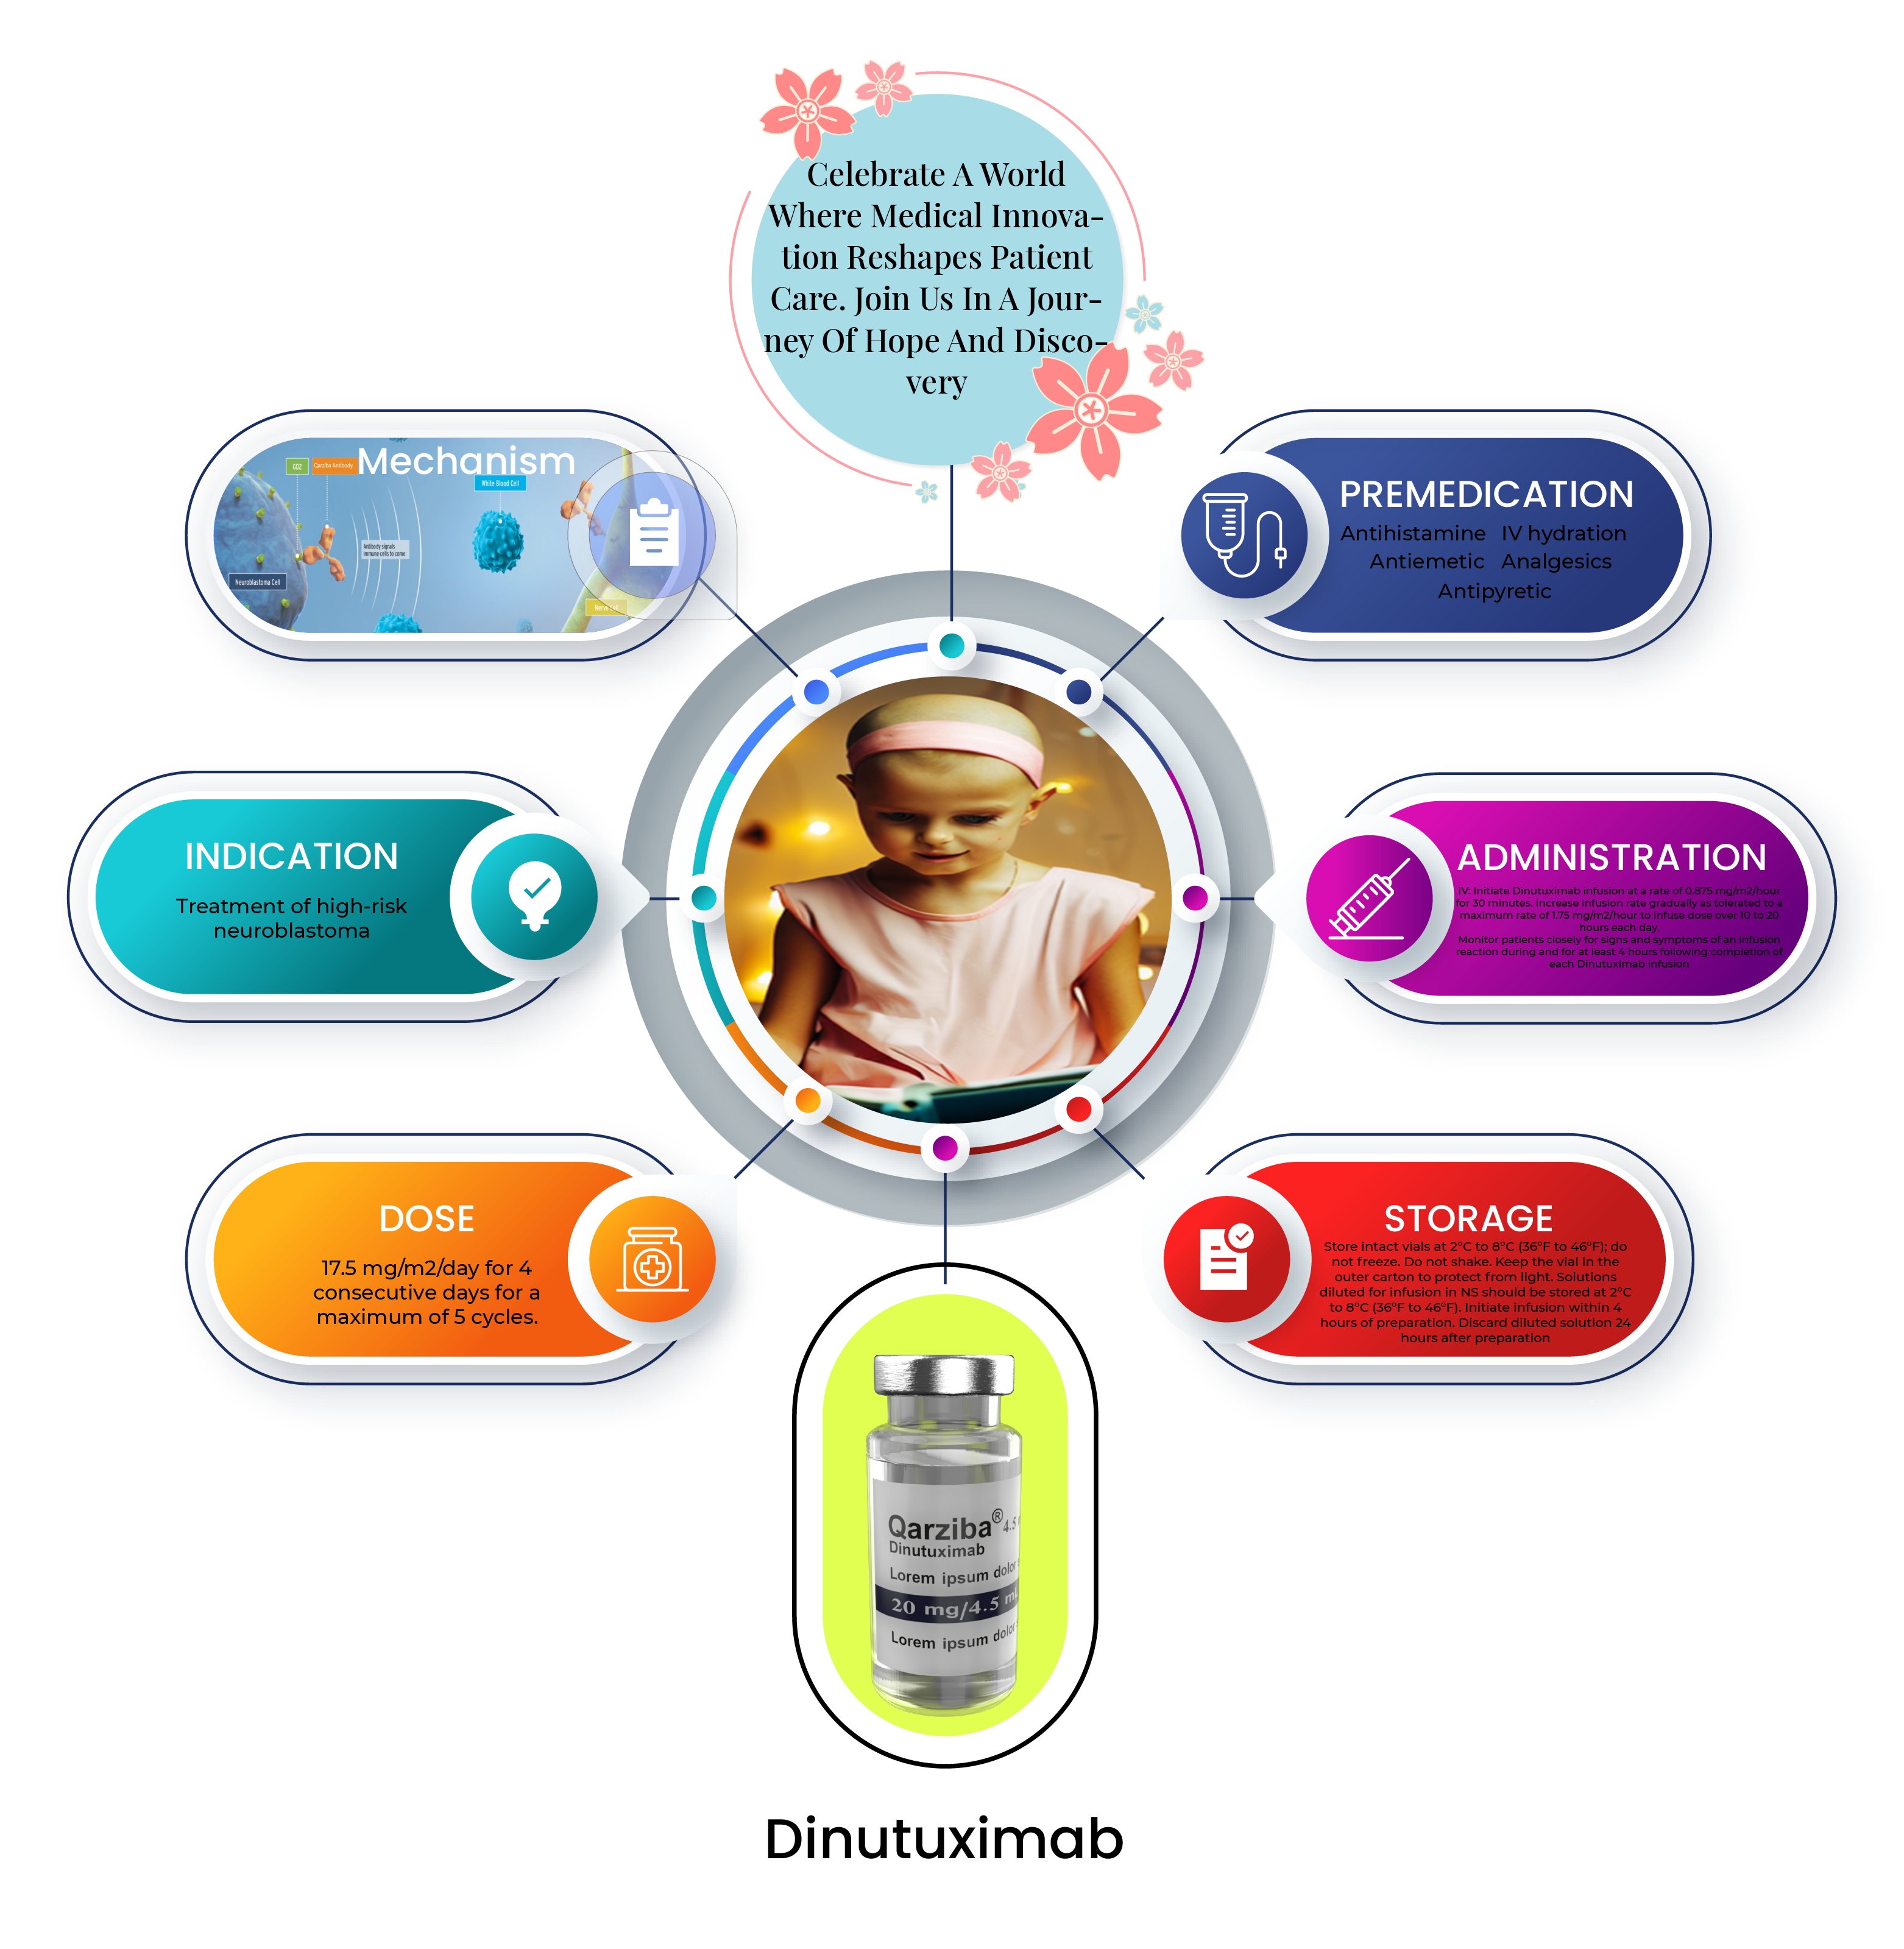 Celebrate A World
Where Medical Innova-
tion Reshapes Patient
Care. Join Us In A Jour-
ney Of Hope And Disco-
very
Mechanism
GD2
Qarziba Antibody
White Blood Cell
Antibody signals
immune cells to come
Neuroblastoma Cell
Nerve Cell
PREMEDICATION
Antihistamine IV hydration
Antiemetic Analgesics
Antipyretic
INDICATION
Treatment of high-risk
neuroblastoma
ADMINISTRATION
IV: Initiate Dinutuximab infusion at a rate of 0.875 mg/m2/hour
for 30 minutes. Increase infusion rate gradually as tolerated to a
maximum rate of 1.75 mg/m2/hour to infuse dose over 10 to 20
hours each day.
Monitor patients closely for signs and symptoms of an infusion
reaction during and for at least 4 hours following completion of
each Dinutuximab infusion
DOSE
17.5 mg/m2/day for 4
consecutive days for a
maximum of 5 cycles.
STORAGE
Store intact vials at 2°C to 8°C (36°F to 46°F); do
not freeze. Do not shake. Keep the vial in the
outer carton to protect from light. Solutions
diluted for infusion in NS should be stored at 2°C
to 8°C (36°F to 46°F). Initiate infusion within 4
hours of preparation. Discard diluted solution 24
hours after preparation
Qarziba® 4.5
Dinutuximab
Lorem ipsum dolor
20 mg/4.5 mL
Lorem ipsum dolor
Dinutuximab